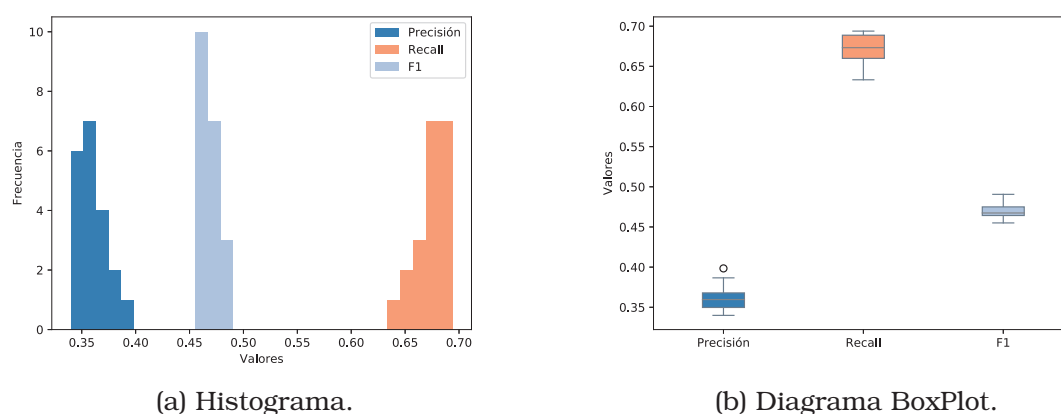 10
8
6
4
2
0
Frecuencia
0.35 0.40 0.45 0.50 0.55 0.60 0.65 0.70
Valores
Precisión
Recall
F1
(a) Histograma.
0.70
0.65
0.60
0.55
0.50
0.45
0.40
0.35
Valores
Precisión Recall F1
(b) Diagrama BoxPlot.